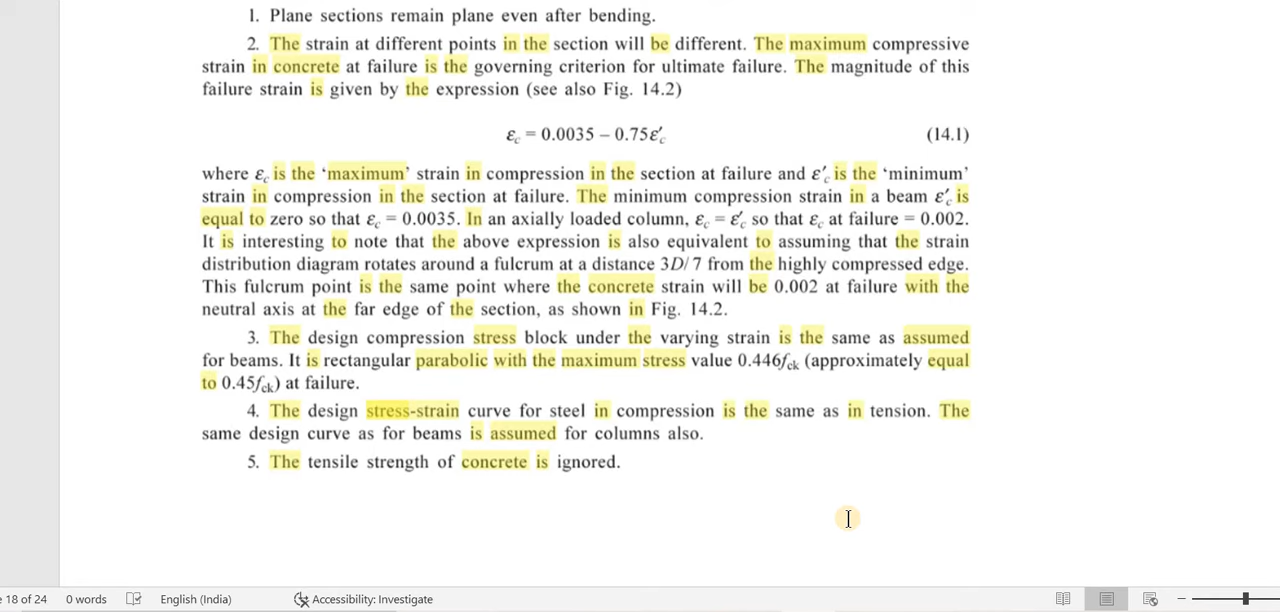 1. Plane sections remain plane even after bending.
2. The strain at different points in the section will be different. The maximum compressive
strain in concrete at failure is the governing criterion for ultimate failure. The magnitude of this
failure strain is given by the expression (see also Fig. 14.2)
ε_c = 0.0035 – 0.75ε′_c (14.1)
where ε_c is the ‘maximum’ strain in compression in the section at failure and ε′_c is the ‘minimum’
strain in compression in the section at failure. The minimum compression strain in a beam ε′_c is
equal to zero so that ε_c = 0.0035. In an axially loaded column, ε_c = ε′_c so that ε_c at failure = 0.002.
It is interesting to note that the above expression is also equivalent to assuming that the strain
distribution diagram rotates around a fulcrum at a distance 3D/7 from the highly compressed edge.
This fulcrum point is the same point where the concrete strain will be 0.002 at failure with the
neutral axis at the far edge of the section, as shown in Fig. 14.2.
3. The design compression stress block under the varying strain is the same as assumed
for beams. It is rectangular parabolic with the maximum stress value 0.446f_ck (approximately equal
to 0.45f_ck) at failure.
4. The design stress-strain curve for steel in compression is the same as in tension. The
same design curve as for beams is assumed for columns also.
5. The tensile strength of concrete is ignored.
e 18 of 24 0 words English (India) Accessibility: Investigate